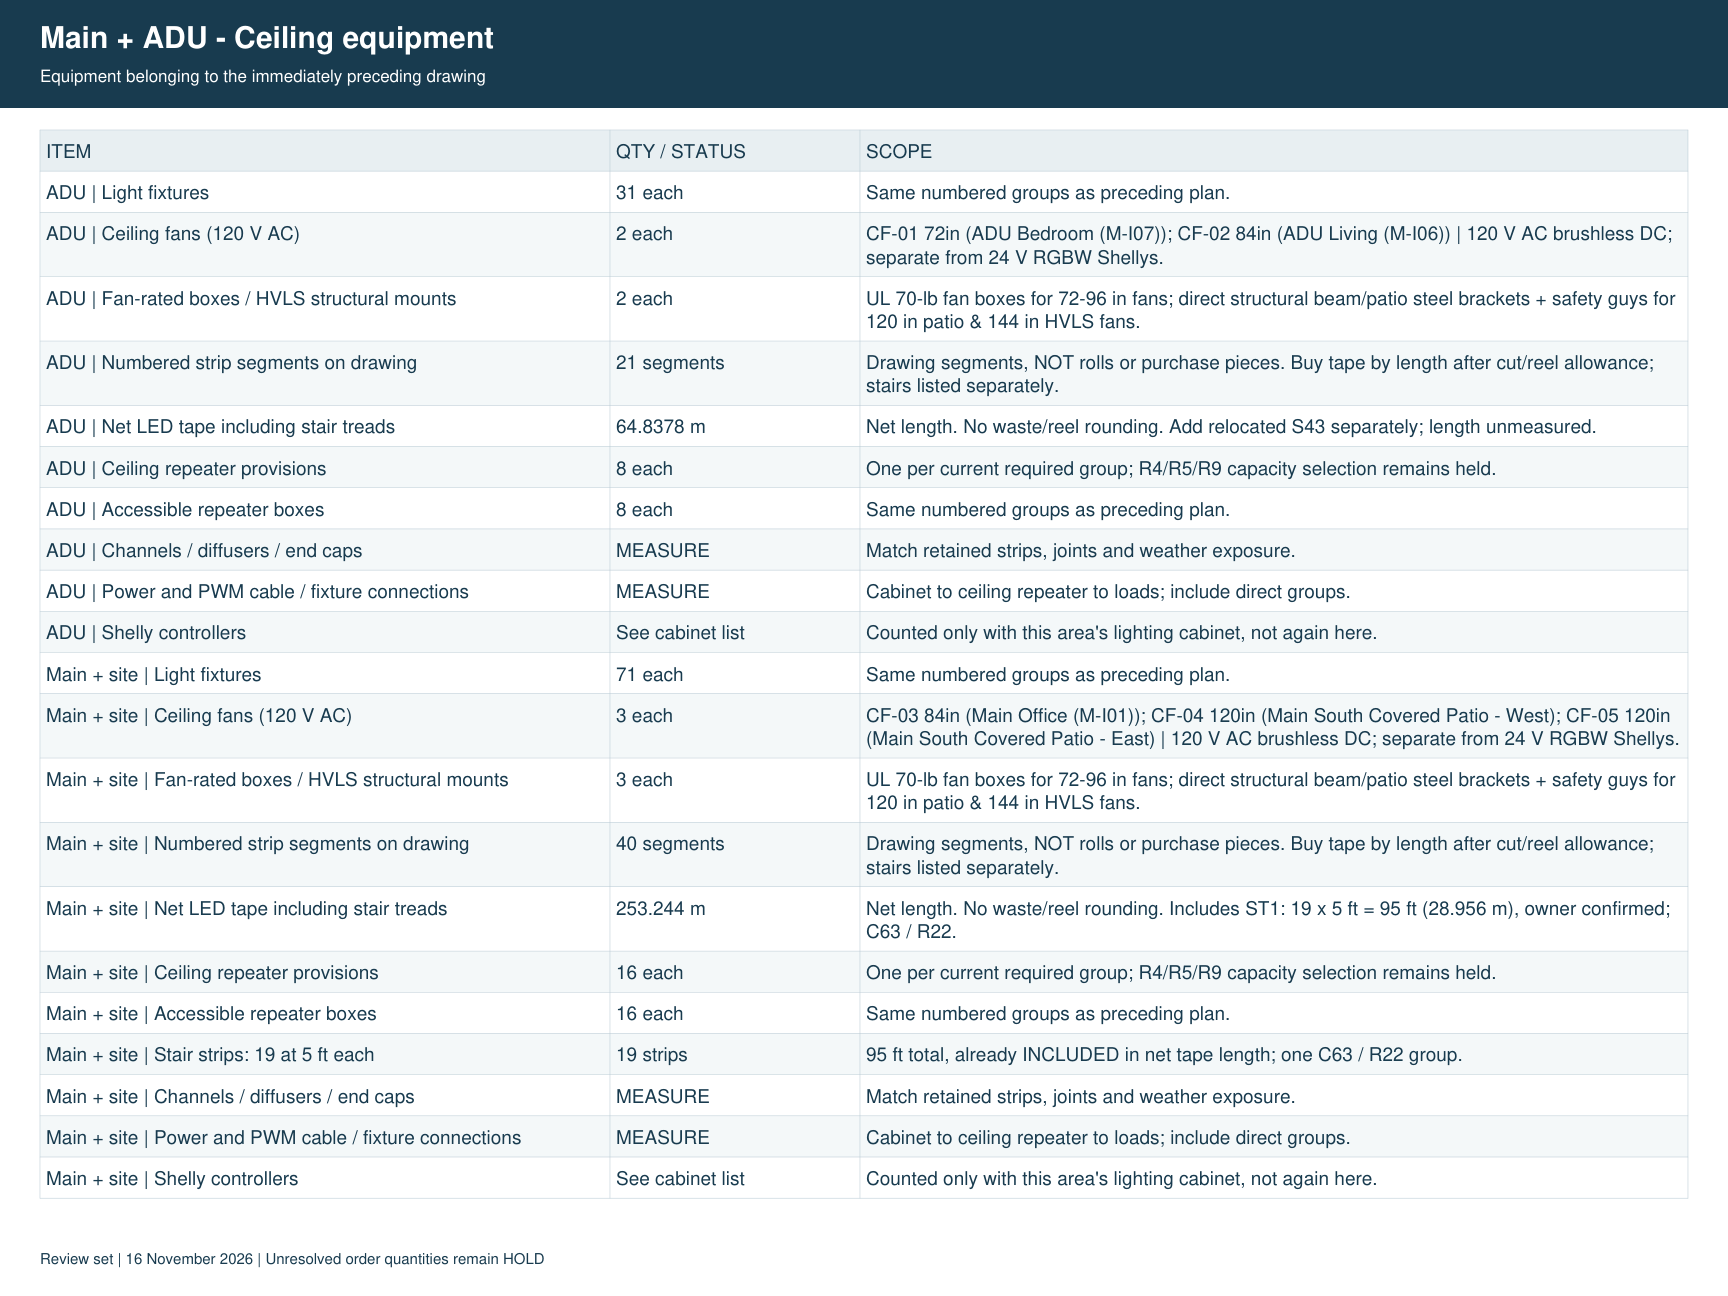 Main + ADU - Ceiling equipment
Equipment belonging to the immediately preceding drawing
ITEM QTY / STATUS SCOPE
ADU | Light fixtures 31 each Same numbered groups as preceding plan.
ADU | Ceiling fans (120 V AC) 2 each CF-01 72in (ADU Bedroom (M-I07)); CF-02 84in (ADU Living (M-I06)) | 120 V AC brushless DC;
separate from 24 V RGBW Shellys.
ADU | Fan-rated boxes / HVLS structural mounts 2 each UL 70-lb fan boxes for 72-96 in fans; direct structural beam/patio steel brackets + safety guys for
120 in patio & 144 in HVLS fans.
ADU | Numbered strip segments on drawing 21 segments Drawing segments, NOT rolls or purchase pieces. Buy tape by length after cut/reel allowance;
stairs listed separately.
ADU | Net LED tape including stair treads 64.8378 m Net length. No waste/reel rounding. Add relocated S43 separately; length unmeasured.
ADU | Ceiling repeater provisions 8 each One per current required group; R4/R5/R9 capacity selection remains held.
ADU | Accessible repeater boxes 8 each Same numbered groups as preceding plan.
ADU | Channels / diffusers / end caps MEASURE Match retained strips, joints and weather exposure.
ADU | Power and PWM cable / fixture connections MEASURE Cabinet to ceiling repeater to loads; include direct groups.
ADU | Shelly controllers See cabinet list Counted only with this area's lighting cabinet, not again here.
Main + site | Light fixtures 71 each Same numbered groups as preceding plan.
Main + site | Ceiling fans (120 V AC) 3 each CF-03 84in (Main Office (M-I01)); CF-04 120in (Main South Covered Patio - West); CF-05 120in
(Main South Covered Patio - East) | 120 V AC brushless DC; separate from 24 V RGBW Shellys.
Main + site | Fan-rated boxes / HVLS structural mounts 3 each UL 70-lb fan boxes for 72-96 in fans; direct structural beam/patio steel brackets + safety guys for
120 in patio & 144 in HVLS fans.
Main + site | Numbered strip segments on drawing 40 segments Drawing segments, NOT rolls or purchase pieces. Buy tape by length after cut/reel allowance;
stairs listed separately.
Main + site | Net LED tape including stair treads 253.244 m Net length. No waste/reel rounding. Includes ST1: 19 x 5 ft = 95 ft (28.956 m), owner confirmed;
C63 / R22.
Main + site | Ceiling repeater provisions 16 each One per current required group; R4/R5/R9 capacity selection remains held.
Main + site | Accessible repeater boxes 16 each Same numbered groups as preceding plan.
Main + site | Stair strips: 19 at 5 ft each 19 strips 95 ft total, already INCLUDED in net tape length; one C63 / R22 group.
Main + site | Channels / diffusers / end caps MEASURE Match retained strips, joints and weather exposure.
Main + site | Power and PWM cable / fixture connections MEASURE Cabinet to ceiling repeater to loads; include direct groups.
Main + site | Shelly controllers See cabinet list Counted only with this area's lighting cabinet, not again here.
Review set | 16 November 2026 | Unresolved order quantities remain HOLD